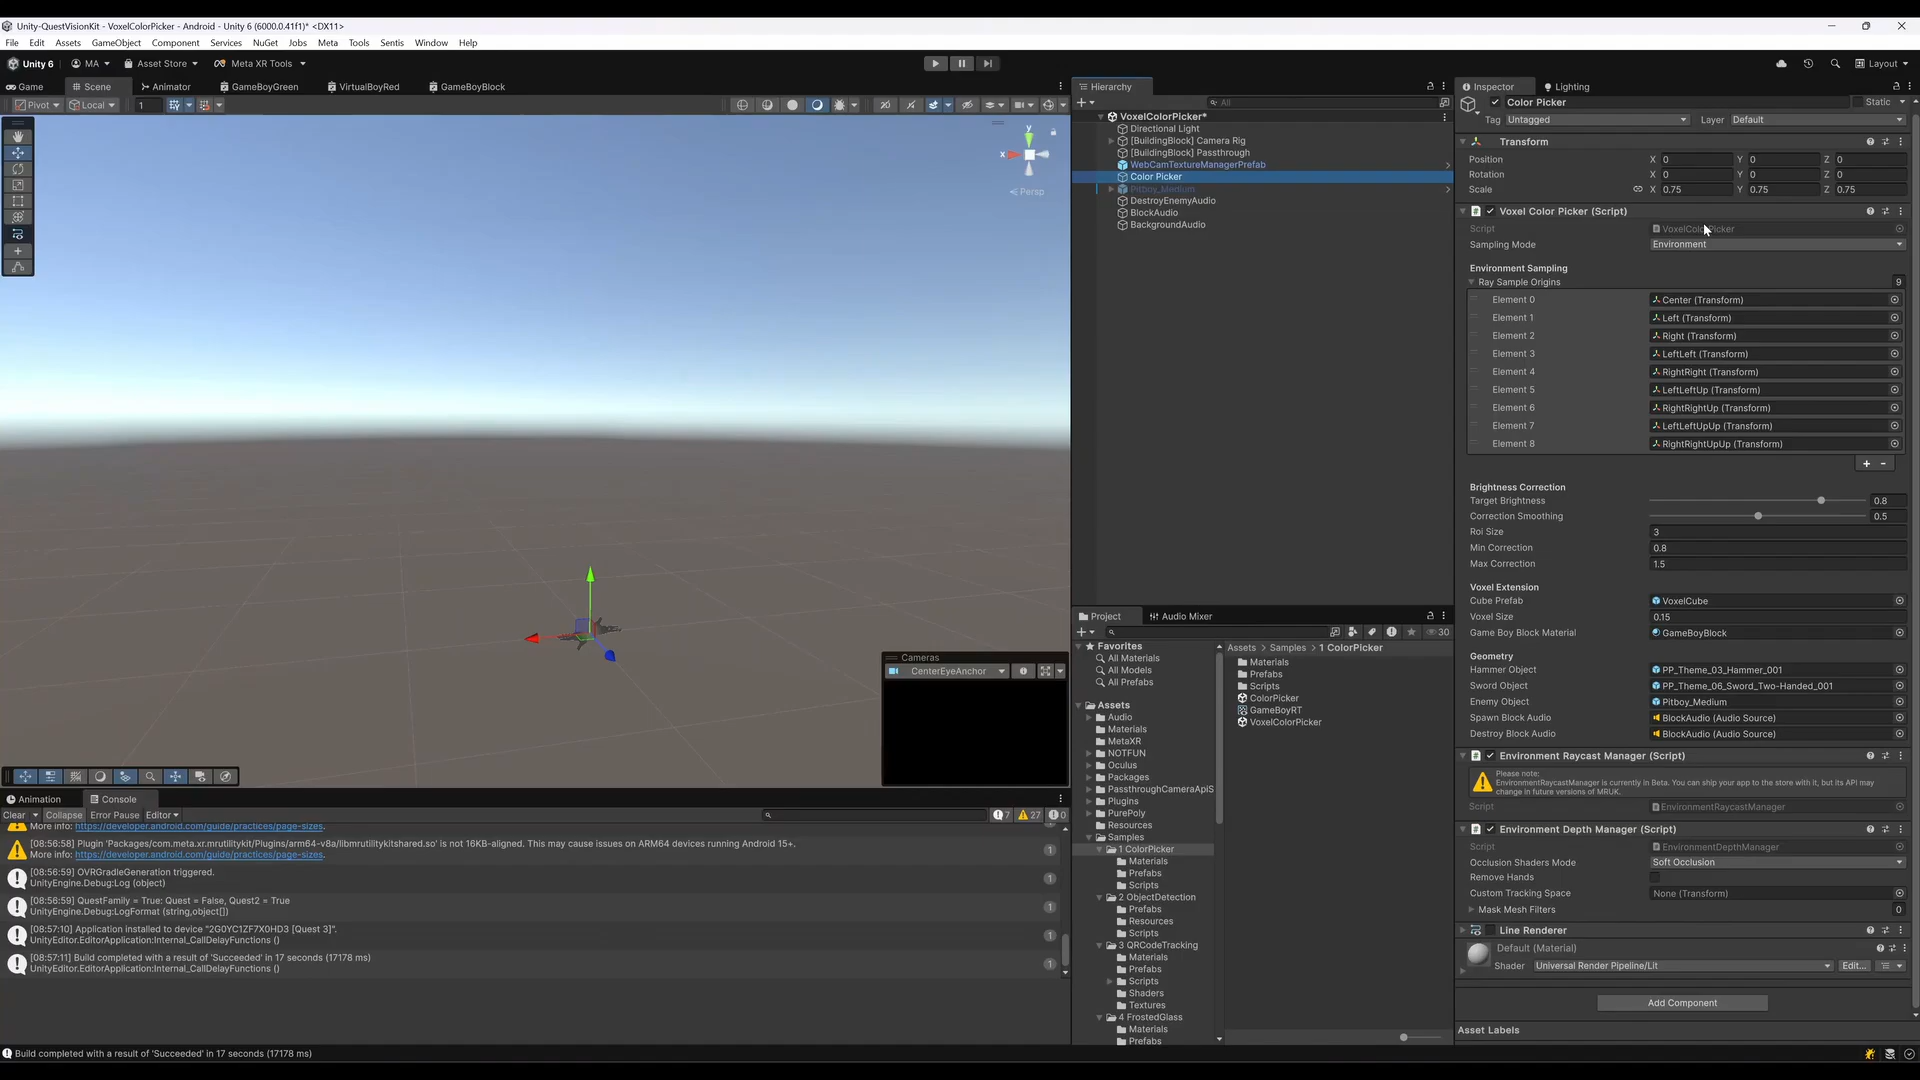 Unity-QuestVisionKit - VoxelColorPicker - Android - Unity 6 (6000.0.41f1)* <DX11>
File Edit Assets GameObject Component Services NuGet Jobs Meta Tools Sentis Window Help
Unity 6 MA Asset Store Meta XR Tools Layout
Game Scene Animator GameBoyGreen VirtualBoyRed GameBoyBlock
Pivot Local 1
y
x
Persp
Cameras
CenterEyeAnchor
Animation Console
Clear Collapse Error Pause Editor 7 27 0
More info: https://developer.android.com/guide/practices/page-sizes.
[08:56:58] Plugin 'Packages/com.meta.xr.mrutilitykit/Plugins/arm64-v8a/libmrutilitykitshared.so' is not 16KB-aligned. This may cause issues on ARM64 devices running Android 15+. 1
More info: https://developer.android.com/guide/practices/page-sizes.
[08:56:59] OVRGradleGeneration triggered. 1
UnityEngine.Debug:Log (object)
[08:56:59] QuestFamily = True: Quest = False, Quest2 = True 1
UnityEngine.Debug:LogFormat (string,object[])
[08:57:10] Application installed to device "2G0YC1ZF7X0HD3 [Quest 3]". 1
UnityEditor.EditorApplication:Internal_CallDelayFunctions ()
[08:57:11] Build completed with a result of 'Succeeded' in 17 seconds (17178 ms) 1
UnityEditor.EditorApplication:Internal_CallDelayFunctions ()
Build completed with a result of 'Succeeded' in 17 seconds (17178 ms)
Hierarchy
All
VoxelColorPicker*
Directional Light
[BuildingBlock] Camera Rig
[BuildingBlock] Passthrough
WebCamTextureManagerPrefab
Color Picker
Pitboy_Medium
DestroyEnemyAudio
BlockAudio
BackgroundAudio
Project Audio Mixer
30
Favorites
All Materials
All Models
All Prefabs
Assets
Audio
Materials
MetaXR
NOTFUN
Oculus
Packages
PassthroughCameraApiS
Plugins
PurePoly
Resources
Samples
1 ColorPicker
Materials
Prefabs
Scripts
2 ObjectDetection
Prefabs
Resources
Scripts
3 QRCodeTracking
Materials
Prefabs
Scripts
Shaders
Textures
4 FrostedGlass
Materials
Prefabs
Assets > Samples > 1 ColorPicker
Materials
Prefabs
Scripts
ColorPicker
GameBoyRT
VoxelColorPicker
Inspector Lighting
Color Picker Static
Tag Untagged Layer Default
Transform
Position X 0 Y 0 Z 0
Rotation X 0 Y 0 Z 0
Scale X 0.75 Y 0.75 Z 0.75
Voxel Color Picker (Script)
Script VoxelColorPicker
Sampling Mode Environment
Environment Sampling
Ray Sample Origins 9
Element 0 Center (Transform)
Element 1 Left (Transform)
Element 2 Right (Transform)
Element 3 LeftLeft (Transform)
Element 4 RightRight (Transform)
Element 5 LeftLeftUp (Transform)
Element 6 RightRightUp (Transform)
Element 7 LeftLeftUpUp (Transform)
Element 8 RightRightUpUp (Transform)
+ -
Brightness Correction
Target Brightness 0.8
Correction Smoothing 0.5
Roi Size 3
Min Correction 0.8
Max Correction 1.5
Voxel Extension
Cube Prefab VoxelCube
Voxel Size 0.15
Game Boy Block Material GameBoyBlock
Geometry
Hammer Object PP_Theme_03_Hammer_001
Sword Object PP_Theme_06_Sword_Two-Handed_001
Enemy Object Pitboy_Medium
Spawn Block Audio BlockAudio (Audio Source)
Destroy Block Audio BlockAudio (Audio Source)
Environment Raycast Manager (Script)
Please note:
EnvironmentRaycastManager is currently in Beta. You can ship your app to the store with it, but its API may
change in future versions of MRUK.
Script EnvironmentRaycastManager
Environment Depth Manager (Script)
Script EnvironmentDepthManager
Occlusion Shaders Mode Soft Occlusion
Remove Hands
Custom Tracking Space None (Transform)
Mask Mesh Filters 0
Line Renderer
Default (Material)
Shader Universal Render Pipeline/Lit Edit...
Add Component
Asset Labels